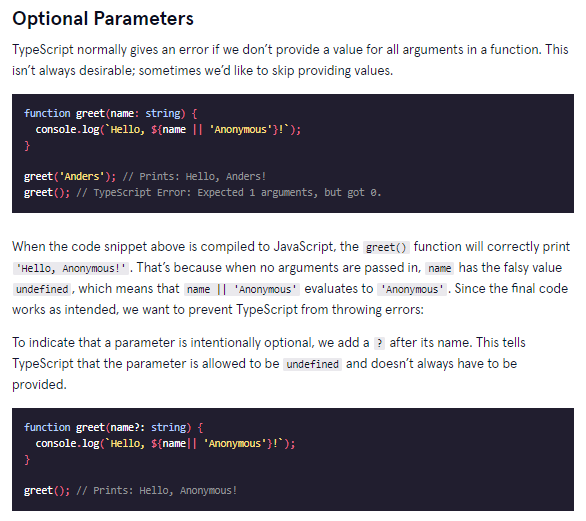 Optional Parameters
TypeScript normally gives an error if we don’t provide a value for all arguments in a function. This
isn’t always desirable; sometimes we’d like to skip providing values.
function greet(name: string) {
  console.log(`Hello, ${name || 'Anonymous'}!`);
}
greet('Anders'); // Prints: Hello, Anders!
greet(); // TypeScript Error: Expected 1 arguments, but got 0.
When the code snippet above is compiled to JavaScript, the greet() function will correctly print
'Hello, Anonymous!'. That’s because when no arguments are passed in, name has the falsy value
undefined, which means that name || 'Anonymous' evaluates to 'Anonymous'. Since the final code
works as intended, we want to prevent TypeScript from throwing errors:
To indicate that a parameter is intentionally optional, we add a ? after its name. This tells
TypeScript that the parameter is allowed to be undefined and doesn’t always have to be
provided.
function greet(name?: string) {
  console.log(`Hello, ${name|| 'Anonymous'}!`);
}
greet(); // Prints: Hello, Anonymous!